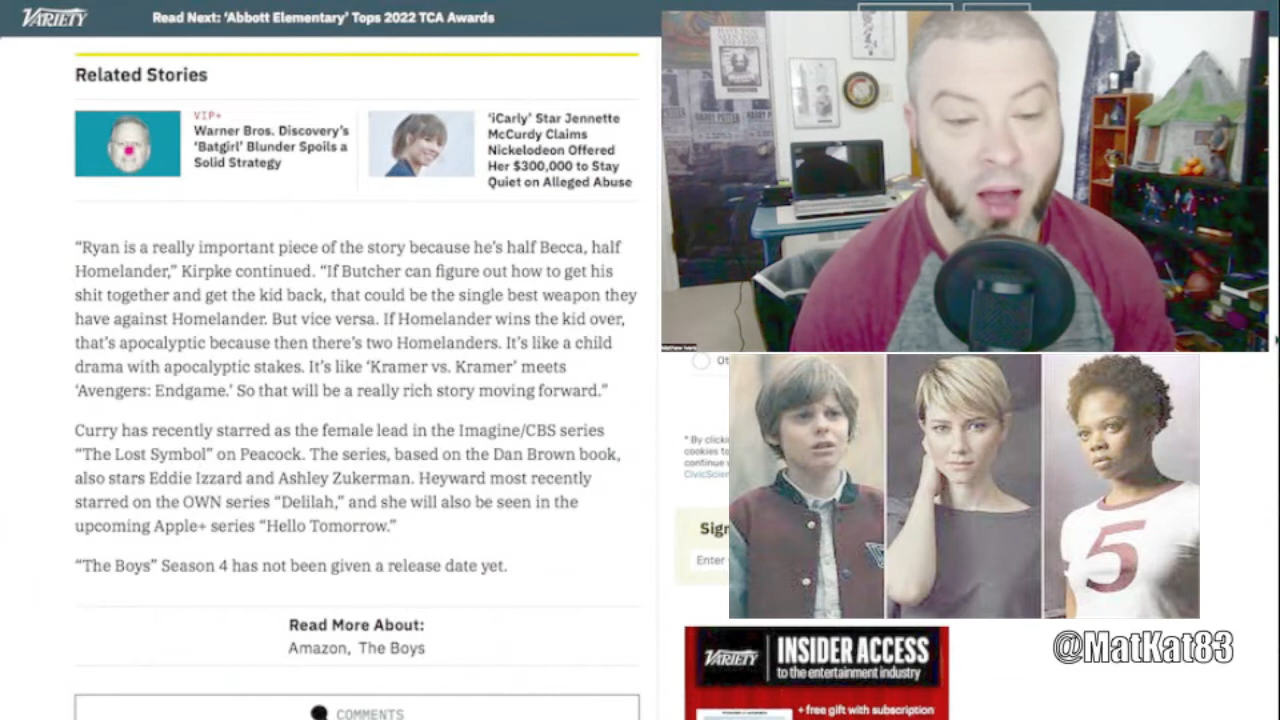 VARIETY
Read Next: ‘Abbott Elementary’ Tops 2022 TCA Awards
Related Stories
VIP+
Warner Bros. Discovery’s
‘Batgirl’ Blunder Spoils a
Solid Strategy
‘iCarly’ Star Jennette
McCurdy Claims
Nickelodeon Offered
Her $300,000 to Stay
Quiet on Alleged Abuse
“Ryan is a really important piece of the story because he’s half Becca, half
Homelander,” Kirpke continued. “If Butcher can figure out how to get his
shit together and get the kid back, that could be the single best weapon they
have against Homelander. But vice versa. If Homelander wins the kid over,
that’s apocalyptic because then there’s two Homelanders. It’s like a child
drama with apocalyptic stakes. It’s like ‘Kramer vs. Kramer’ meets
‘Avengers: Endgame.’ So that will be a really rich story moving forward.”
Curry has recently starred as the female lead in the Imagine/CBS series
“The Lost Symbol” on Peacock. The series, based on the Dan Brown book,
also stars Eddie Izzard and Ashley Zukerman. Heyward most recently
starred on the OWN series “Delilah,” and she will also be seen in the
upcoming Apple+ series “Hello Tomorrow.”
“The Boys” Season 4 has not been given a release date yet.
Read More About:
Amazon, The Boys
COMMENTS
Ot
* By clicki
cookies to
continue
CivicScien
Sign
Enter
5
@MatKat83
VARIETY
INSIDER ACCESS
to the entertainment industry
+ free gift with subscription